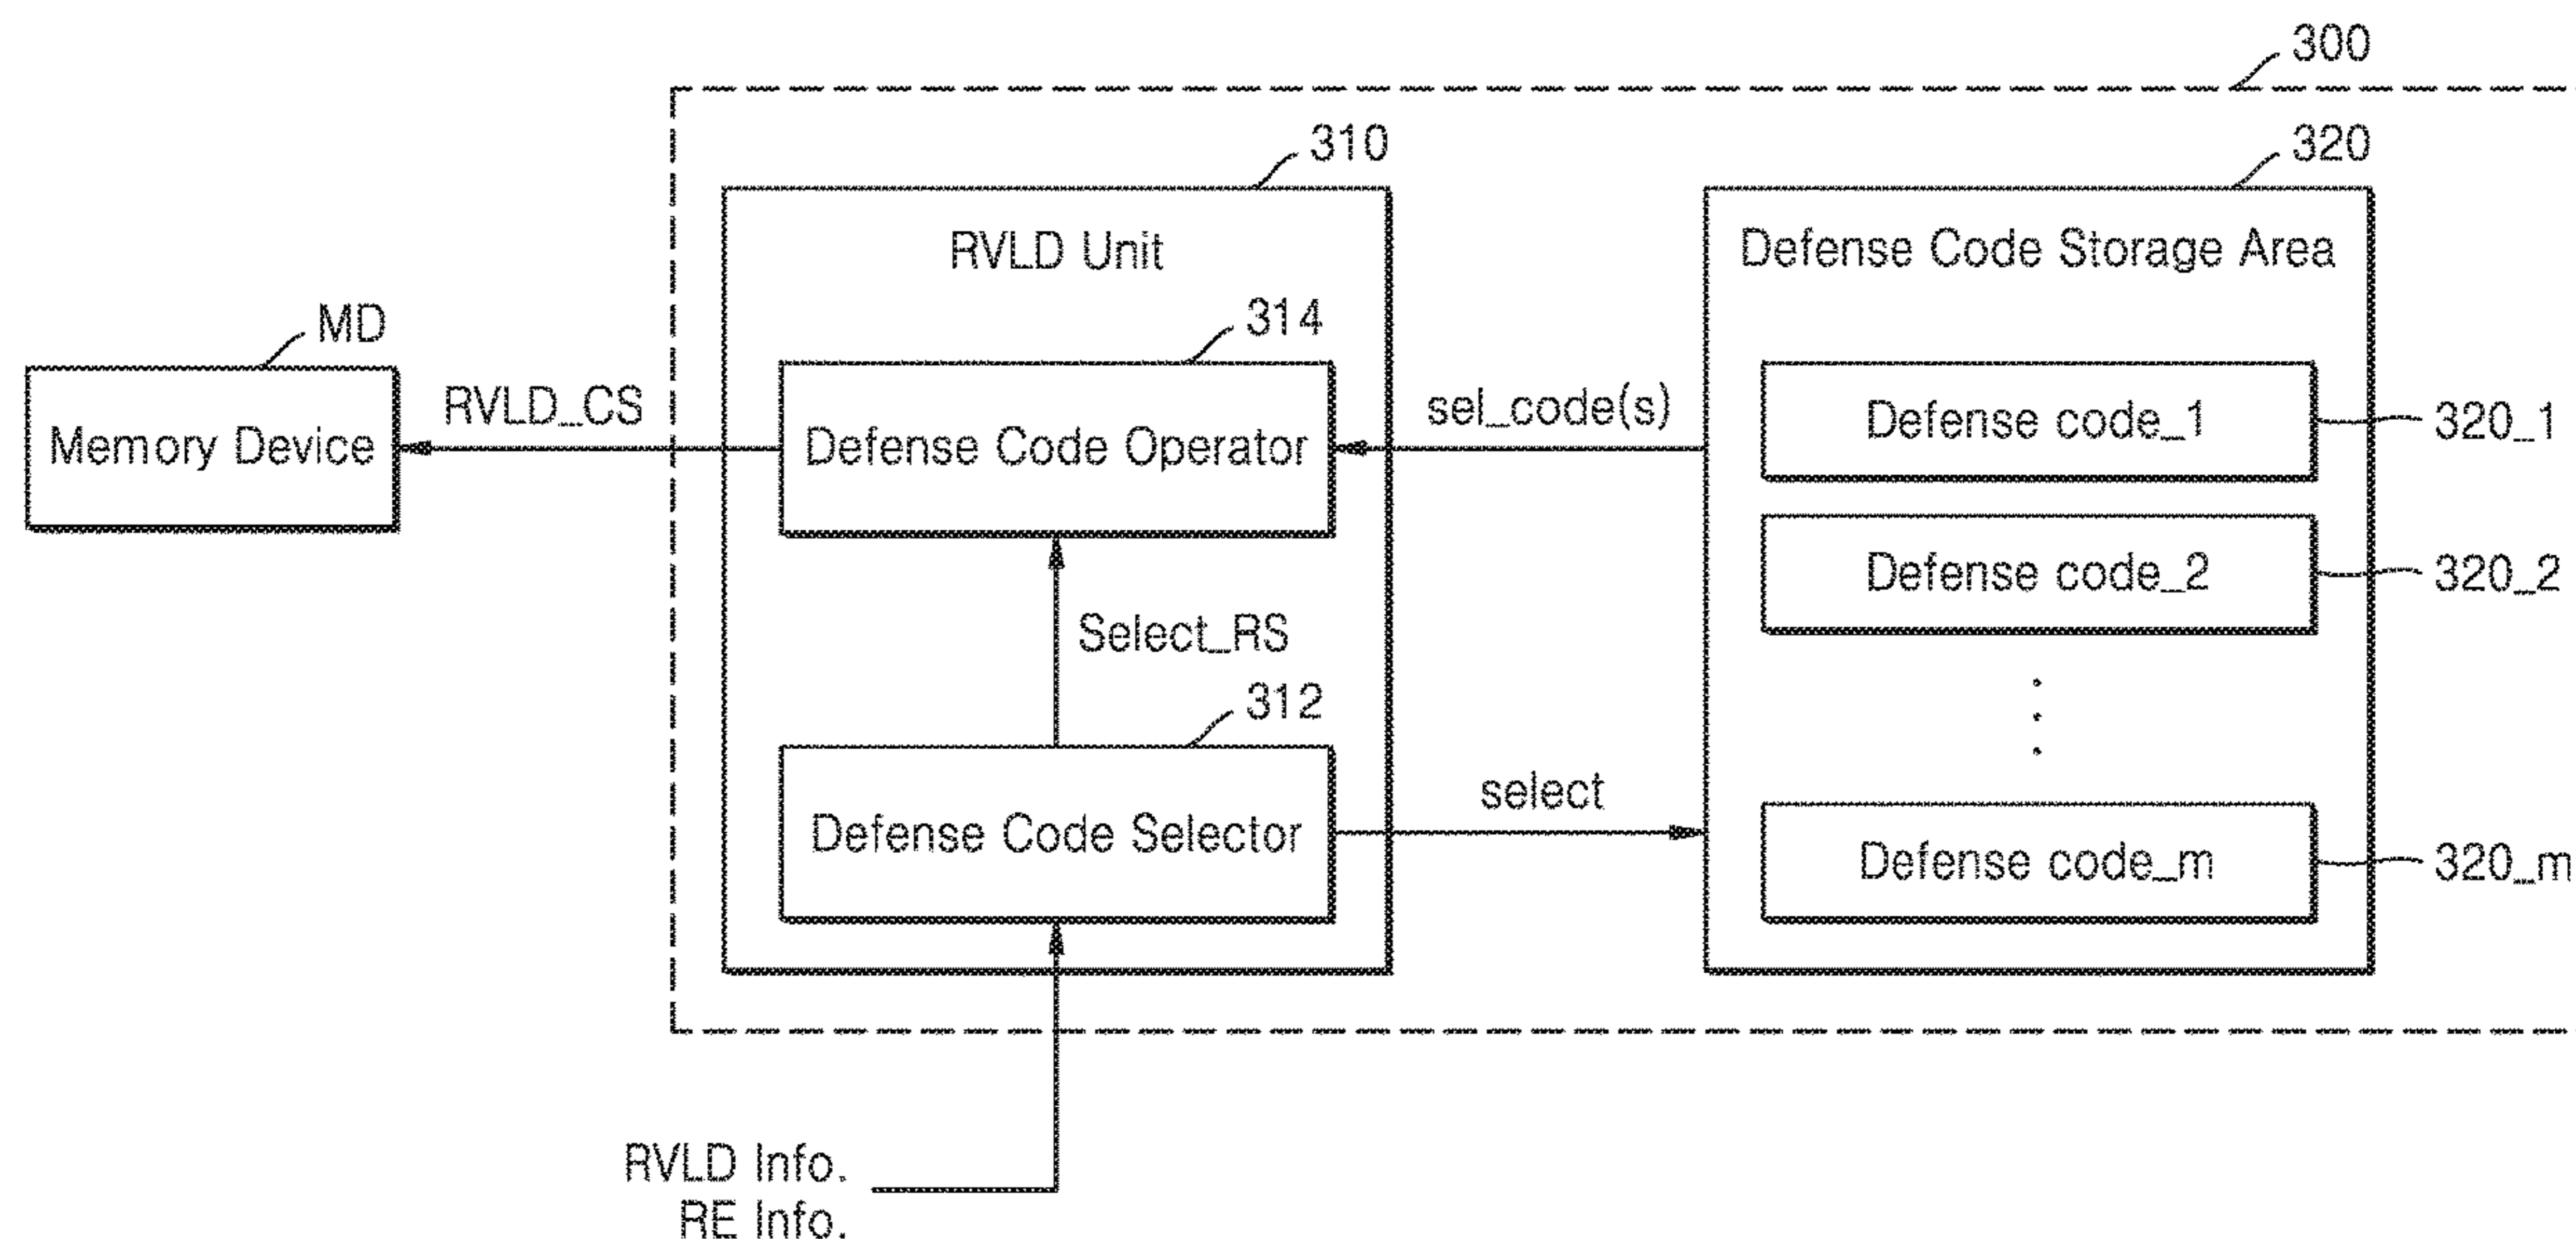 300
310
320
RVLD Unit
Defense Code Storage Area
314
MD
RVLD_CS
sel_code(s)
Defense code_1
320_1
Memory Device
Defense Code Operator
Defense code_2
320_2
Select_RS
312
select
Defense Code Selector
Defense code_m
320_m
RVLD Info.
RE Info.